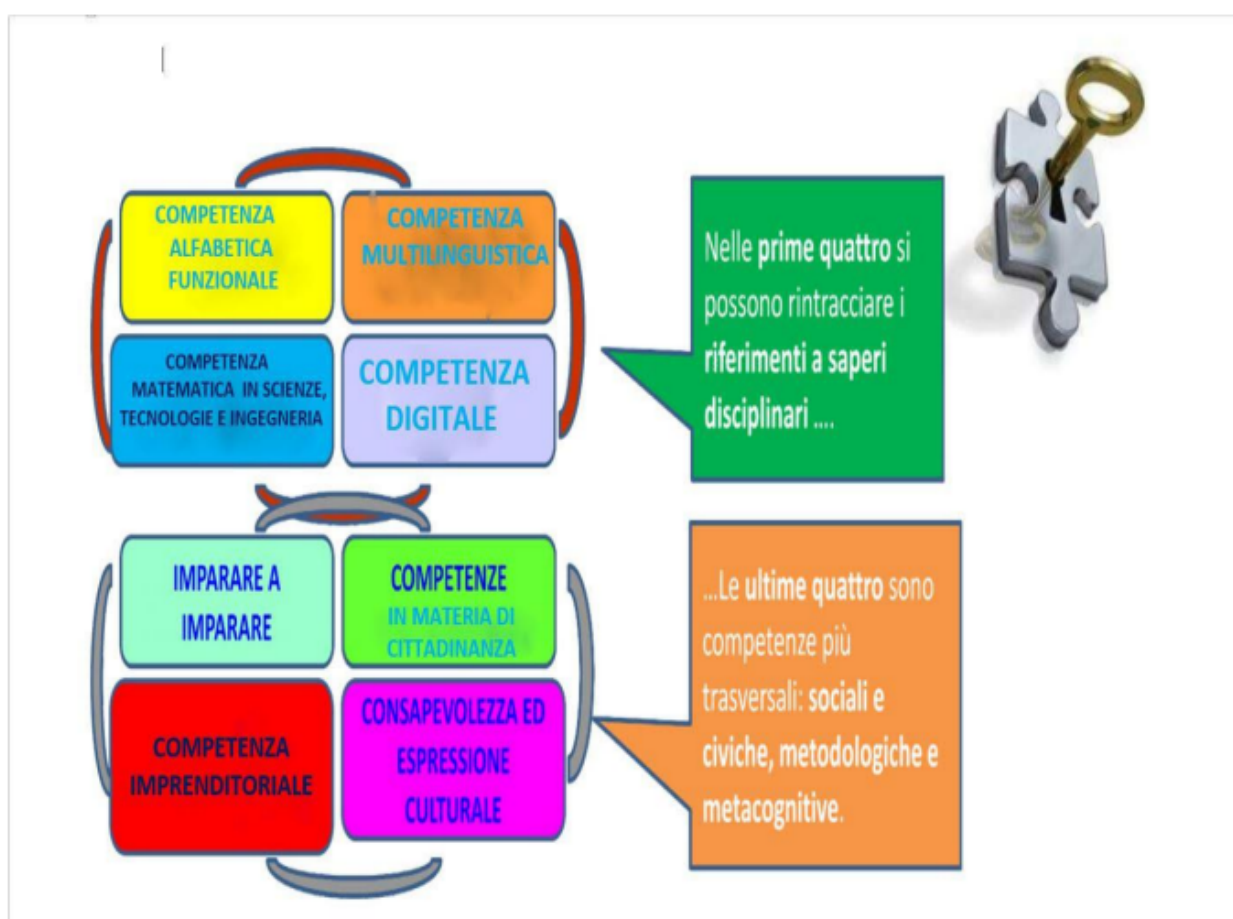 COMPETENZA
ALFABETICA
FUNZIONALE
COMPETENZA
MULTILINGUISTICA
COMPETENZA
MATEMATICA IN SCIENZE,
TECNOLOGIE E INGEGNERIA
COMPETENZA
DIGITALE
Nelle prime quattro si
possono rintracciare i
riferimenti a saperi
disciplinari ....
IMPARARE A
IMPARARE
COMPETENZE
IN MATERIA DI
CITTADINANZA
COMPETENZA
IMPRENDITORIALE
CONSAPEVOLEZZA ED
ESPRESSIONE
CULTURALE
...Le ultime quattro sono
competenze più
trasversali: sociali e
civiche, metodologiche e
metacognitive.